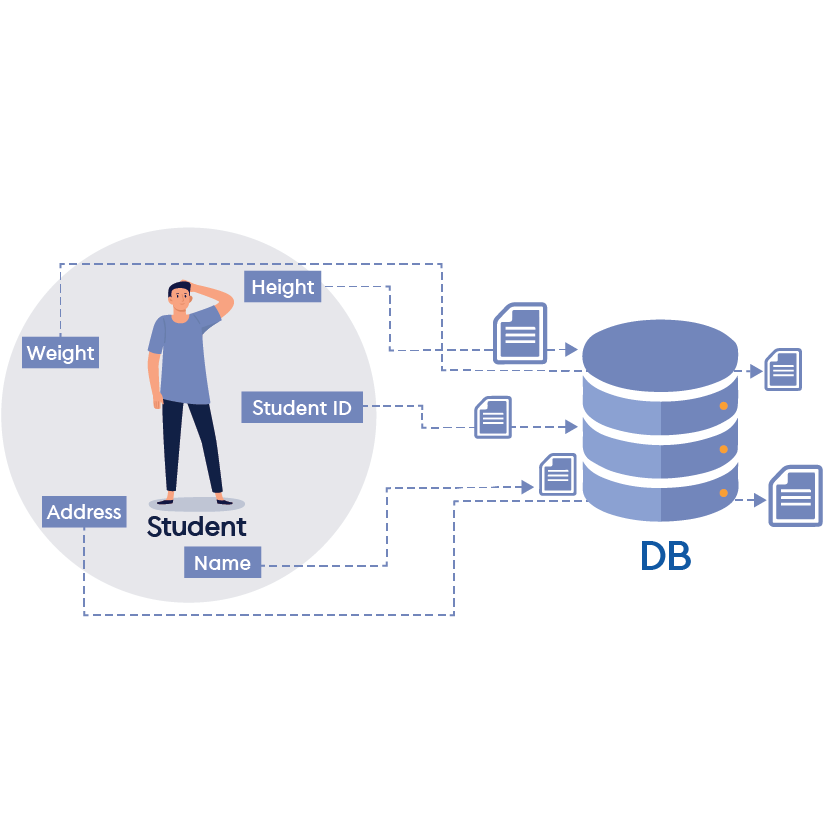 Height
Weight
Student ID
Address
Student
Name
DB